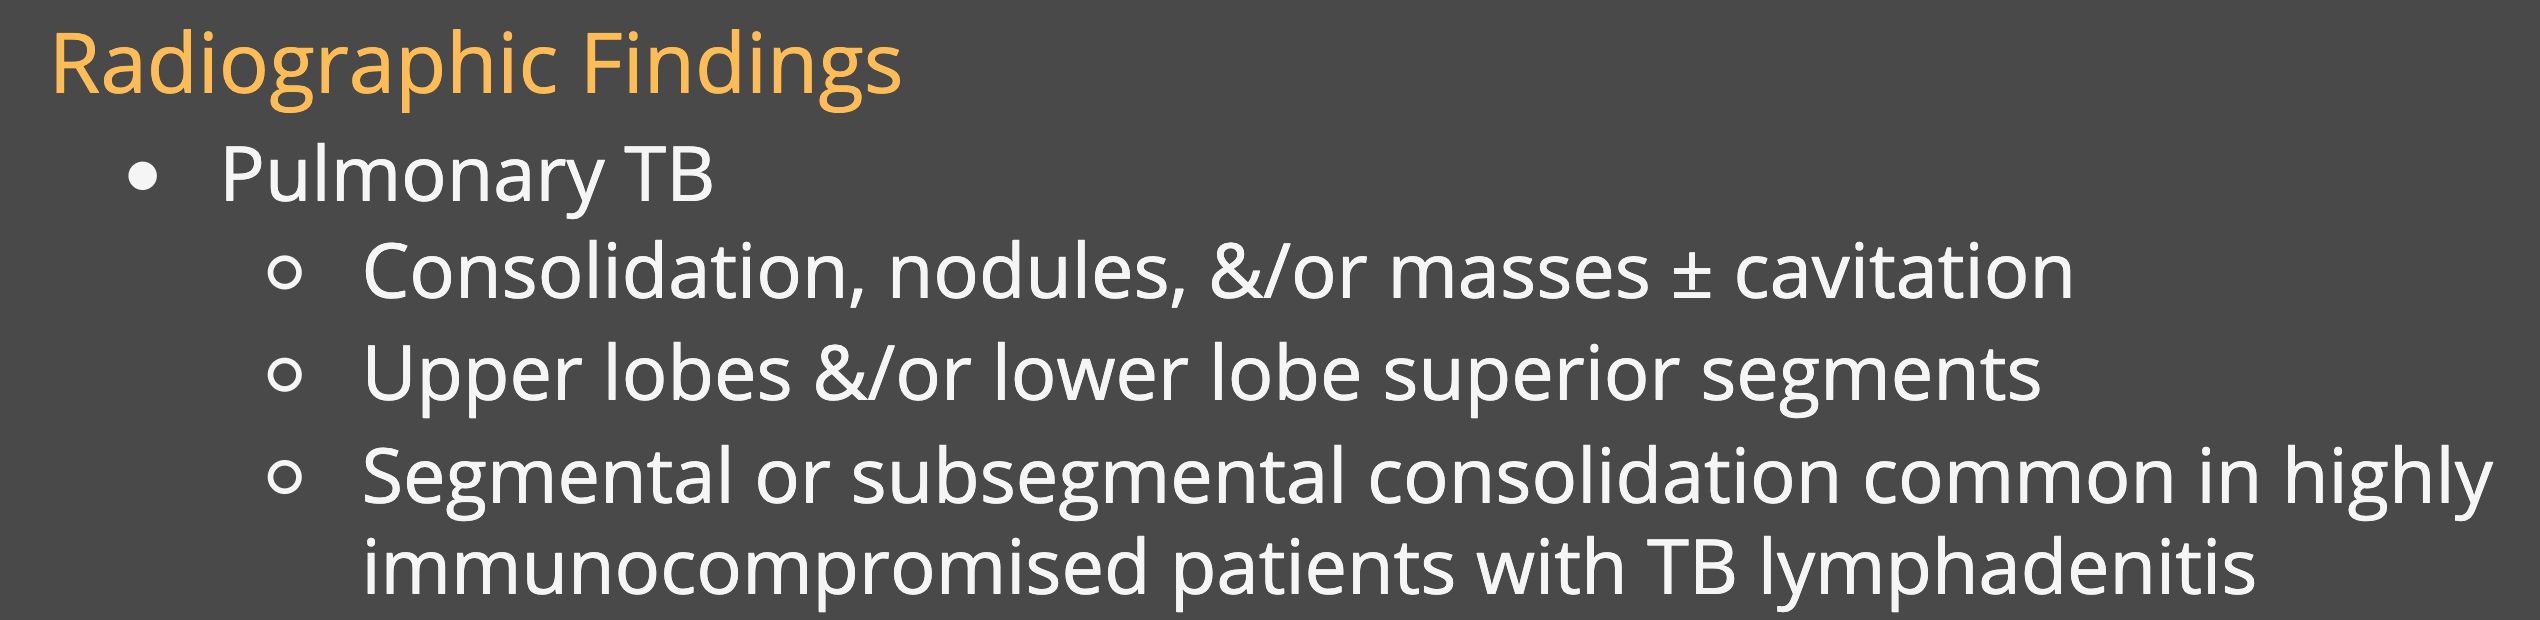 Radiographic Findings
● Pulmonary TB
○ Consolidation, nodules, &/or masses ± cavitation
○ Upper lobes &/or lower lobe superior segments
○ Segmental or subsegmental consolidation common in highly
immunocompromised patients with TB lymphadenitis